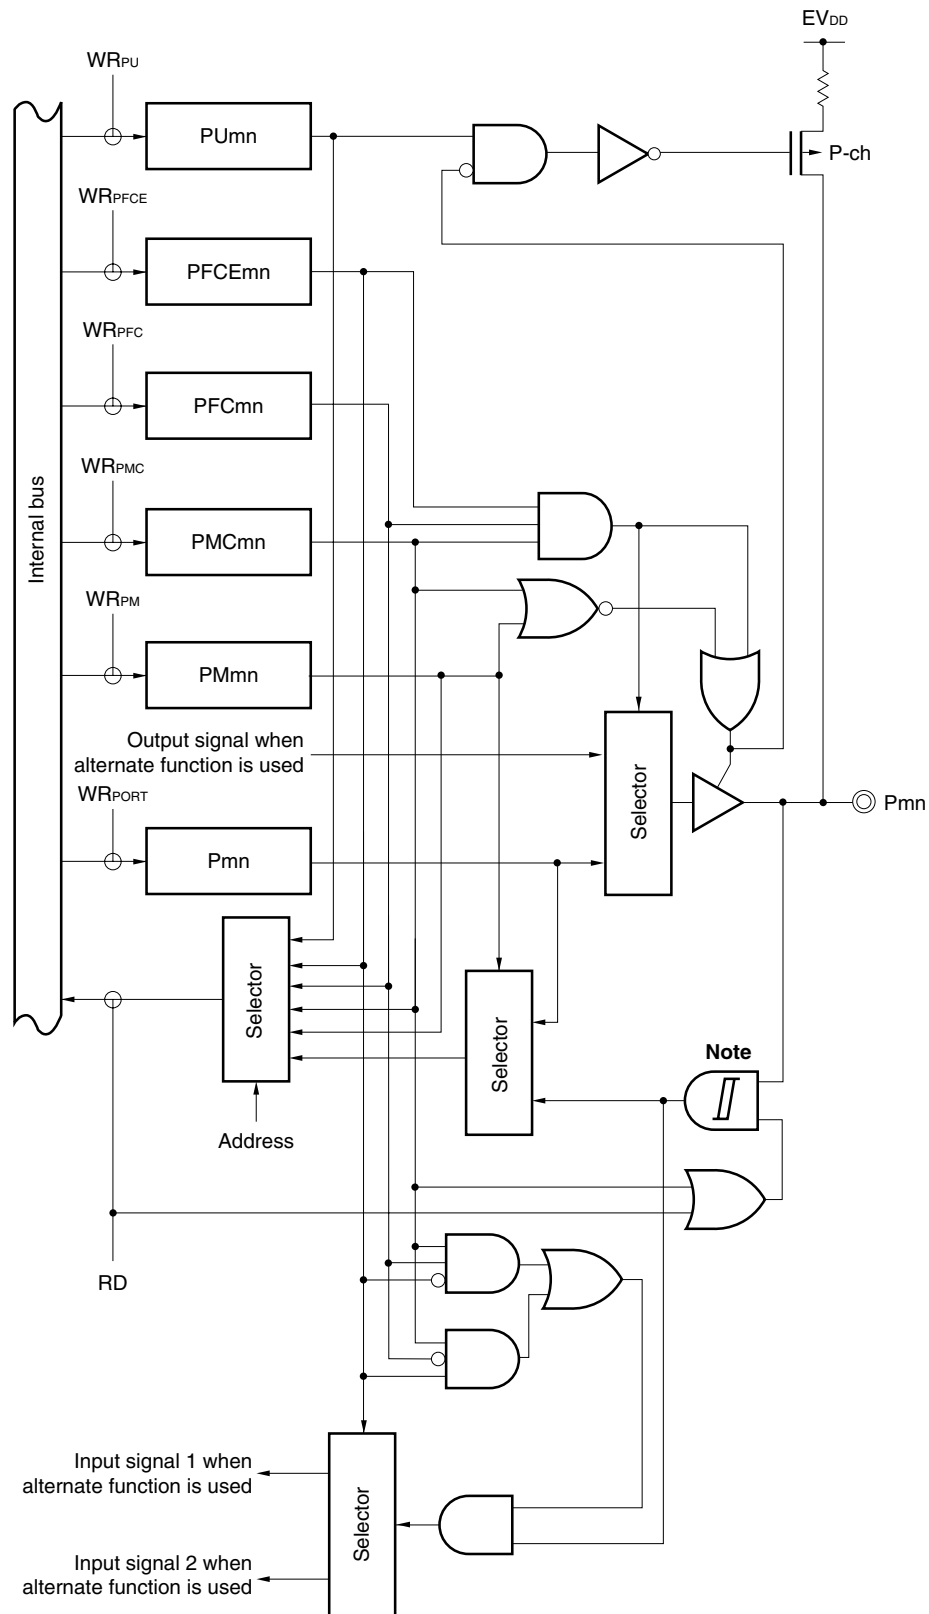 EVDD
WRPU
PUmn
P-ch
WRPFCE
PFCEmn
WRPFC
PFCmn
WRPMC
PMCmn
Internal bus
WRPM
PMmn
Output signal when
alternate function is used
Selector
Pmn
WRPORT
Pmn
Selector
Selector
Note
Address
RD
Input signal 1 when
alternate function is used
Selector
Input signal 2 when
alternate function is used